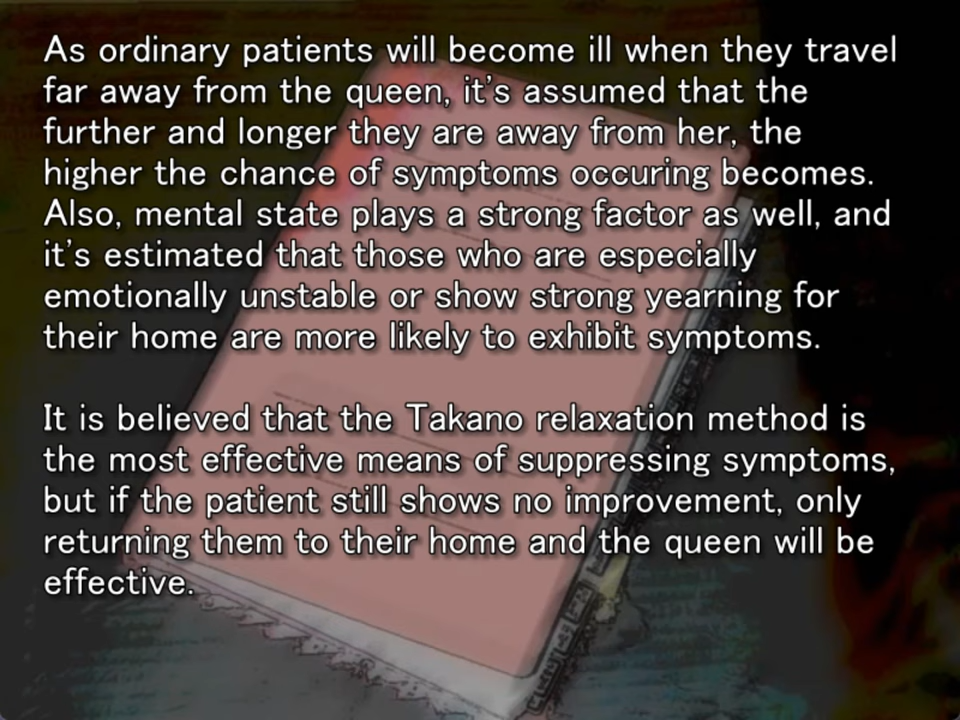 As ordinary patients will become ill when they travel
far away from the queen, it's assumed that the
further and longer they are away from her, the
higher the chance of symptoms occuring becomes.
Also, mental state plays a strong factor as well, and
it's estimated that those who are especially
emotionally unstable or show strong yearning for
their home are more likely to exhibit symptoms.
It is believed that the Takano relaxation method is
the most effective means of suppressing symptoms,
but if the patient still shows no improvement, only
returning them to their home and the queen will be
effective.